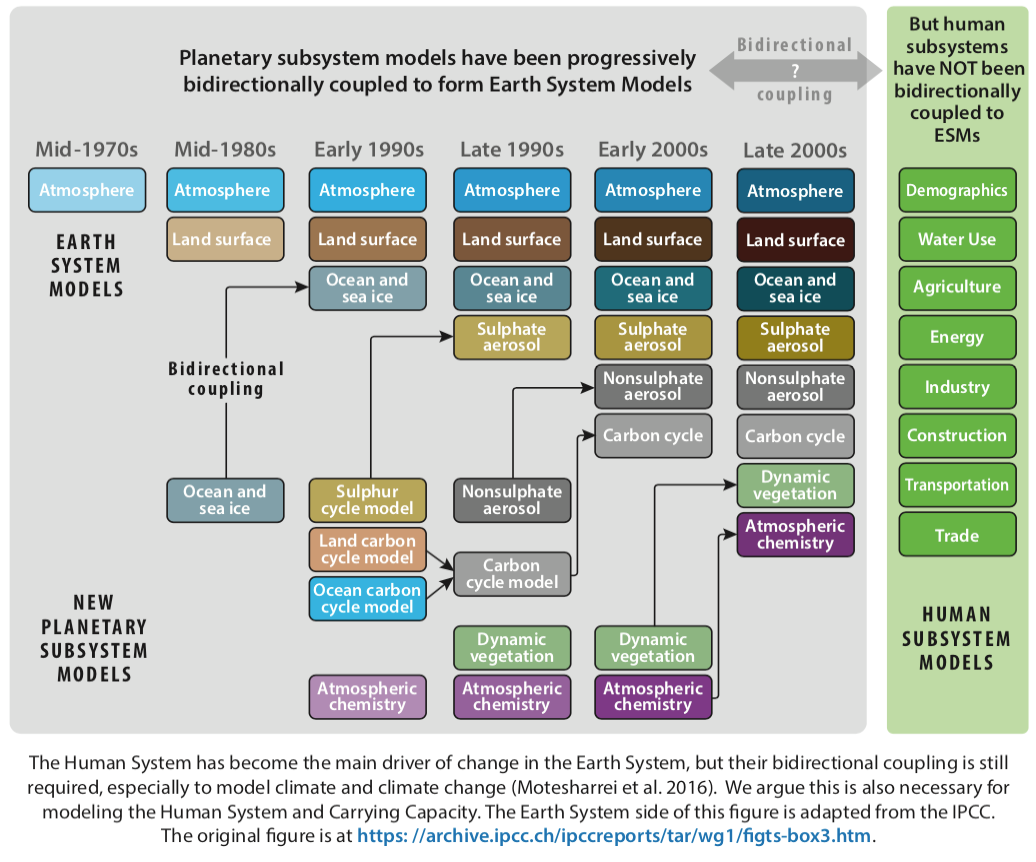 Planetary subsystem models have been progressively
bidirectionally coupled to form Earth System Models
Bidirectional
?
coupling
But human
subsystems
have NOT been
bidirectionally
coupled to
ESMs
Mid-1970s
Mid-1980s
Early 1990s
Late 1990s
Early 2000s
Late 2000s
Atmosphere
Atmosphere
Atmosphere
Atmosphere
Atmosphere
Atmosphere
Demographics
EARTH
SYSTEM
MODELS
Land surface
Land surface
Land surface
Land surface
Land surface
Water Use
Ocean and
sea ice
Ocean and
sea ice
Ocean and
sea ice
Ocean and
sea ice
Agriculture
Sulphate
aerosol
Sulphate
aerosol
Sulphate
aerosol
Energy
Bidirectional
coupling
Nonsulphate
aerosol
Nonsulphate
aerosol
Industry
Carbon cycle
Carbon cycle
Construction
Ocean and
sea ice
Sulphur
cycle model
Nonsulphate
aerosol
Dynamic
vegetation
Transportation
Land carbon
cycle model
Atmospheric
chemistry
Trade
Carbon
cycle model
Ocean carbon
cycle model
NEW
PLANETARY
SUBSYSTEM
MODELS
Dynamic
vegetation
Dynamic
vegetation
HUMAN
SUBSYSTEM
MODELS
Atmospheric
chemistry
Atmospheric
chemistry
Atmospheric
chemistry
The Human System has become the main driver of change in the Earth System, but their bidirectional coupling is still
required, especially to model climate and climate change (Motesharrei et al. 2016). We argue this is also necessary for
modeling the Human System and Carrying Capacity. The Earth System side of this figure is adapted from the IPCC.
The original figure is at https: //archive.ipcc.ch/ipccreports/tar/wg1/figts-box3.htm.